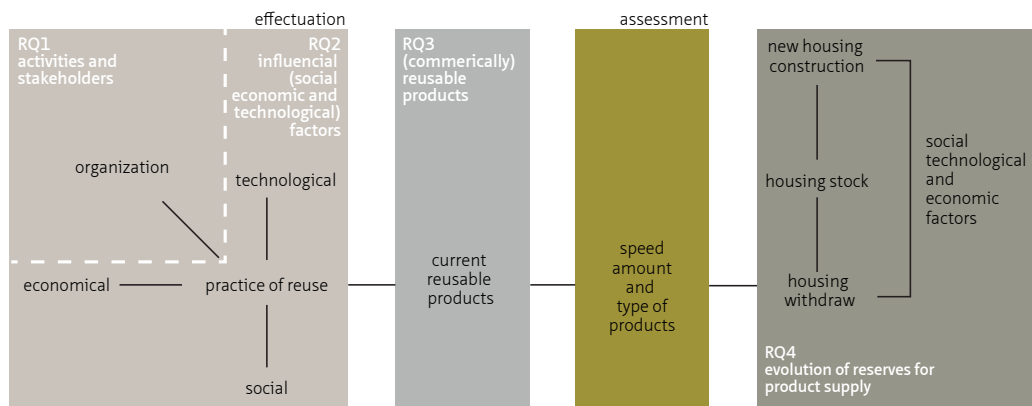 effectuation
assessment
RQ1
activities and
stakeholders
RQ2
influencial
(social
economic and
technological)
factors
organization
technological
economical
practice of reuse
social
RQ3
(commerically)
reusable
products
current
reusable
products
speed
amount
and
type of
products
new housing
construction
housing stock
housing
withdraw
social
technological
and
economic
factors
RQ4
evolution of reserves for
product supply